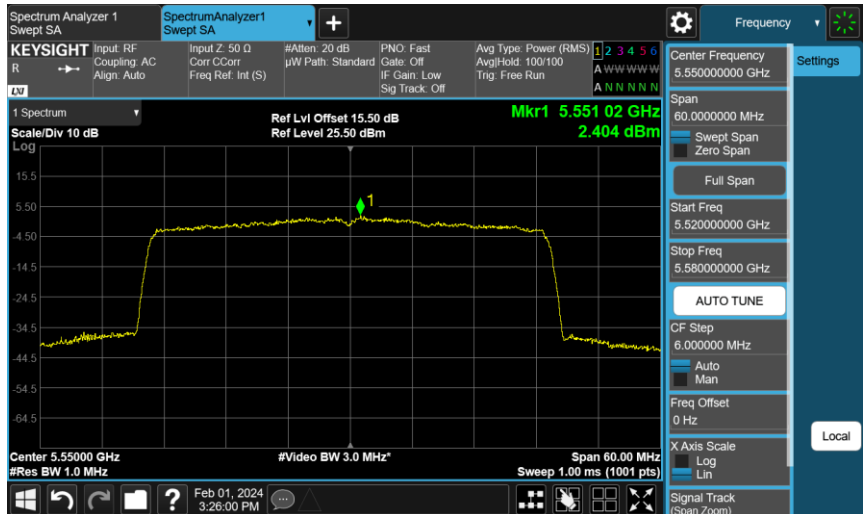 Spectrum Analyzer 1
Swept SA
SpectrumAnalyzer1
Swept SA
Frequency
KEYSIGHT
R
LXI
Input: RF
Coupling: AC
Align: Auto
Input Z: 50 Ω
Corr CCorr
Freq Ref: Int (S)
#Atten: 20 dB
µW Path: Standard
PNO: Fast
Gate: Off
IF Gain: Low
Sig Track: Off
Avg Type: Power (RMS)
Avg|Hold: 100/100
Trig: Free Run
1 2 3 4 5 6
A W W W W W
A N N N N N
1 Spectrum
Scale/Div 10 dB
Ref Lvl Offset 15.50 dB
Ref Level 25.50 dBm
Mkr1 5.551 02 GHz
2.404 dBm
Log
15.5
5.50
-4.50
-14.5
-24.5
-34.5
-44.5
-54.5
-64.5
1
Center 5.55000 GHz
#Res BW 1.0 MHz
#Video BW 3.0 MHz*
Span 60.00 MHz
Sweep 1.00 ms (1001 pts)
Feb 01, 2024
3:26:00 PM
Center Frequency
5.550000000 GHz
Span
60.0000000 MHz
Swept Span
Zero Span
Full Span
Start Freq
5.520000000 GHz
Stop Freq
5.580000000 GHz
AUTO TUNE
CF Step
6.000000 MHz
Auto
Man
Freq Offset
0 Hz
X Axis Scale
Log
Lin
Signal Track
(Span Zoom)
Settings
Local